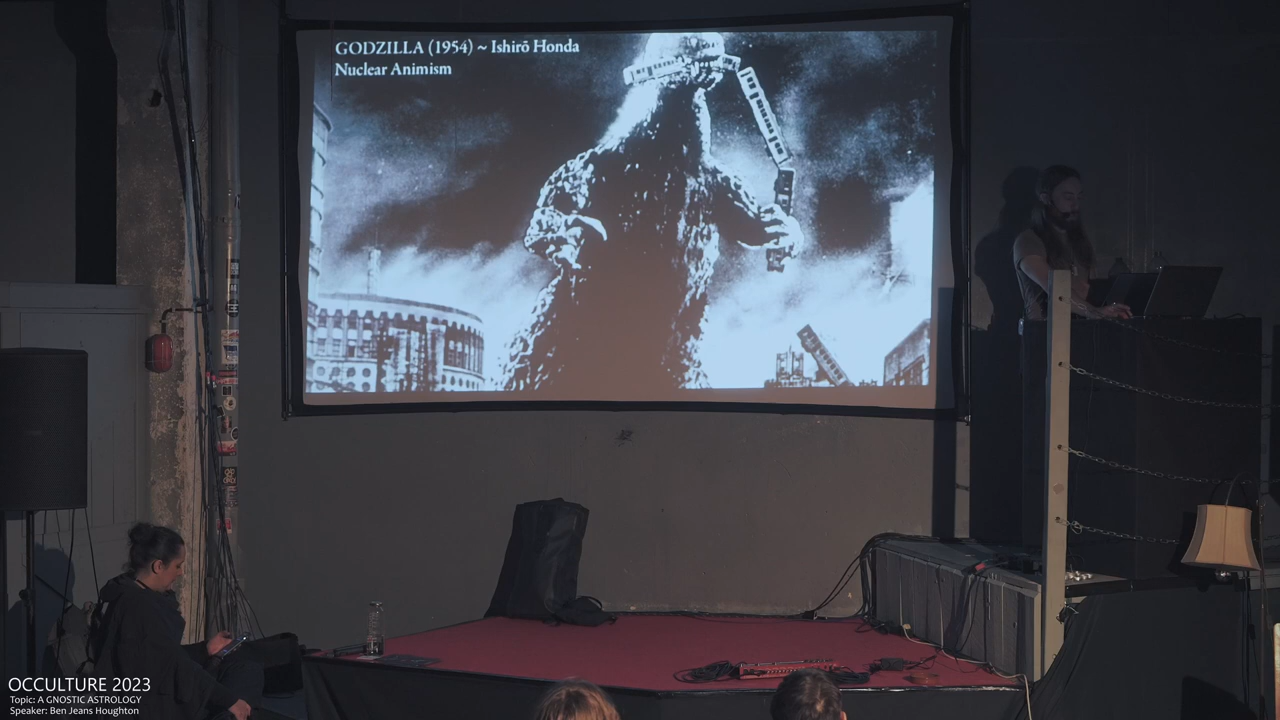 GODZILLA (1954) ~ Ishirō Honda
Nuclear Animism
OCCULTURE 2023
Topic: A GNOSTIC ASTROLOGY
Speaker: Ben Jeans Houghton